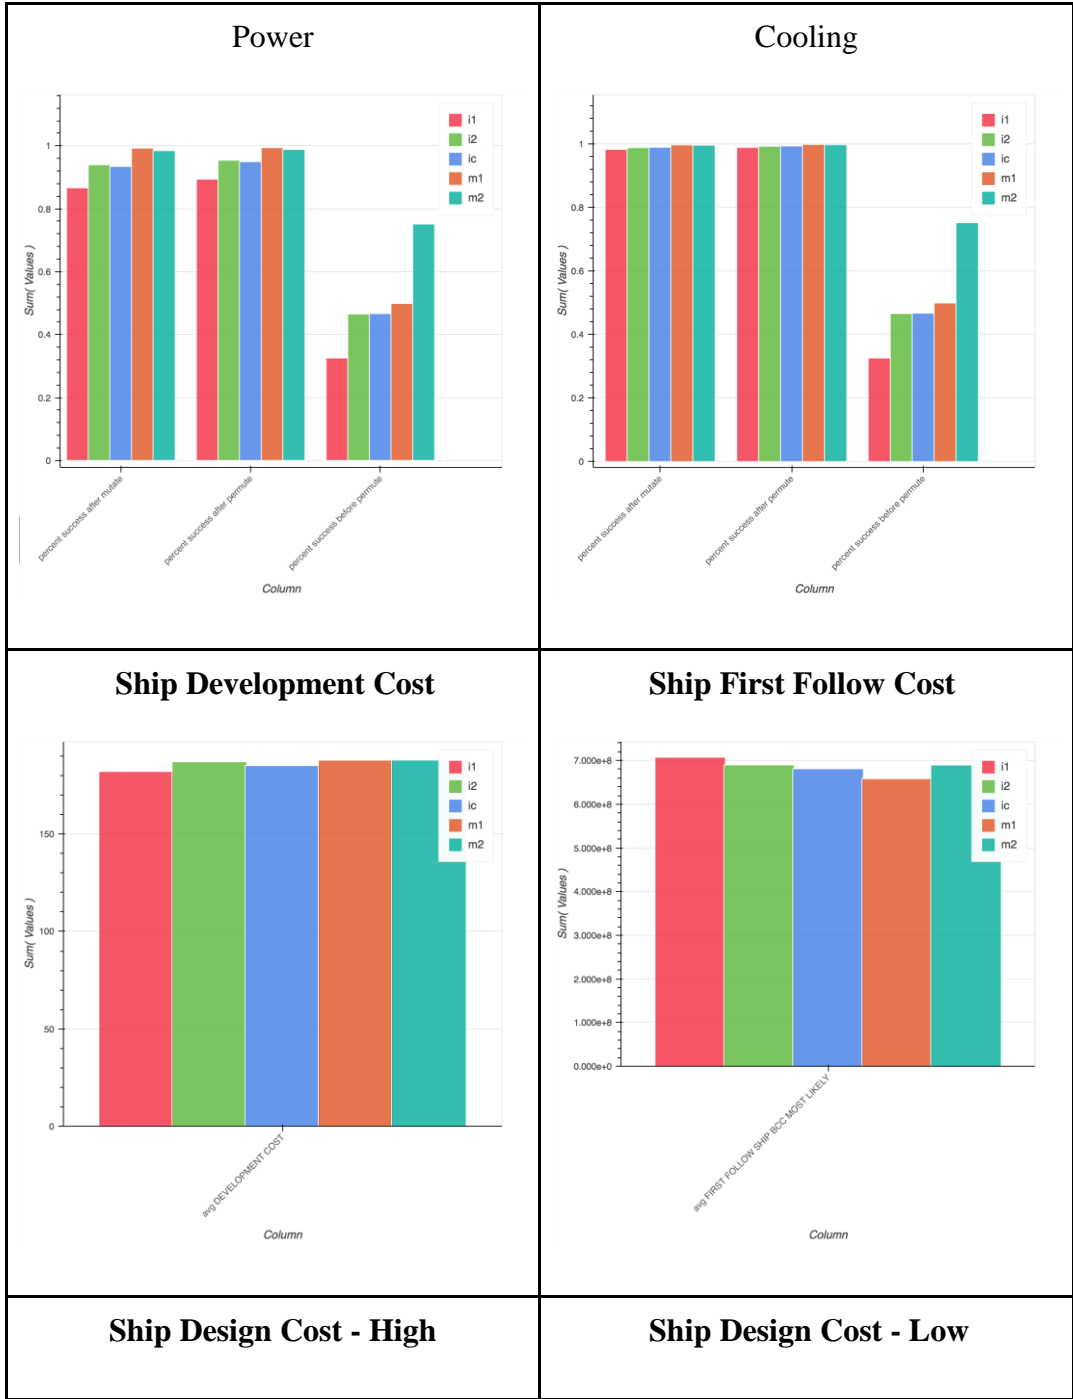 Power
1
0.8
0.6
0.4
0.2
0
Sum( Values )
i1
i2
ic
m1
m2
percent success after mutate
percent success after permute
percent success before permute
Column
Cooling
1
0.8
0.6
0.4
0.2
0
Sum( Values )
i1
i2
ic
m1
m2
percent success after mutate
percent success after permute
percent success before permute
Column
Ship Development Cost
150
100
50
0
Sum( Values )
i1
i2
ic
m1
m2
avg DEVELOPMENT COST
Column
Ship First Follow Cost
7.000e+8
6.000e+8
5.000e+8
4.000e+8
3.000e+8
2.000e+8
1.000e+8
0.000e+0
Sum( Values )
i1
i2
ic
m1
m2
avg FIRST FOLLOW SHIP BCC MOST LIKELY
Column
Ship Design Cost - High
Ship Design Cost - Low